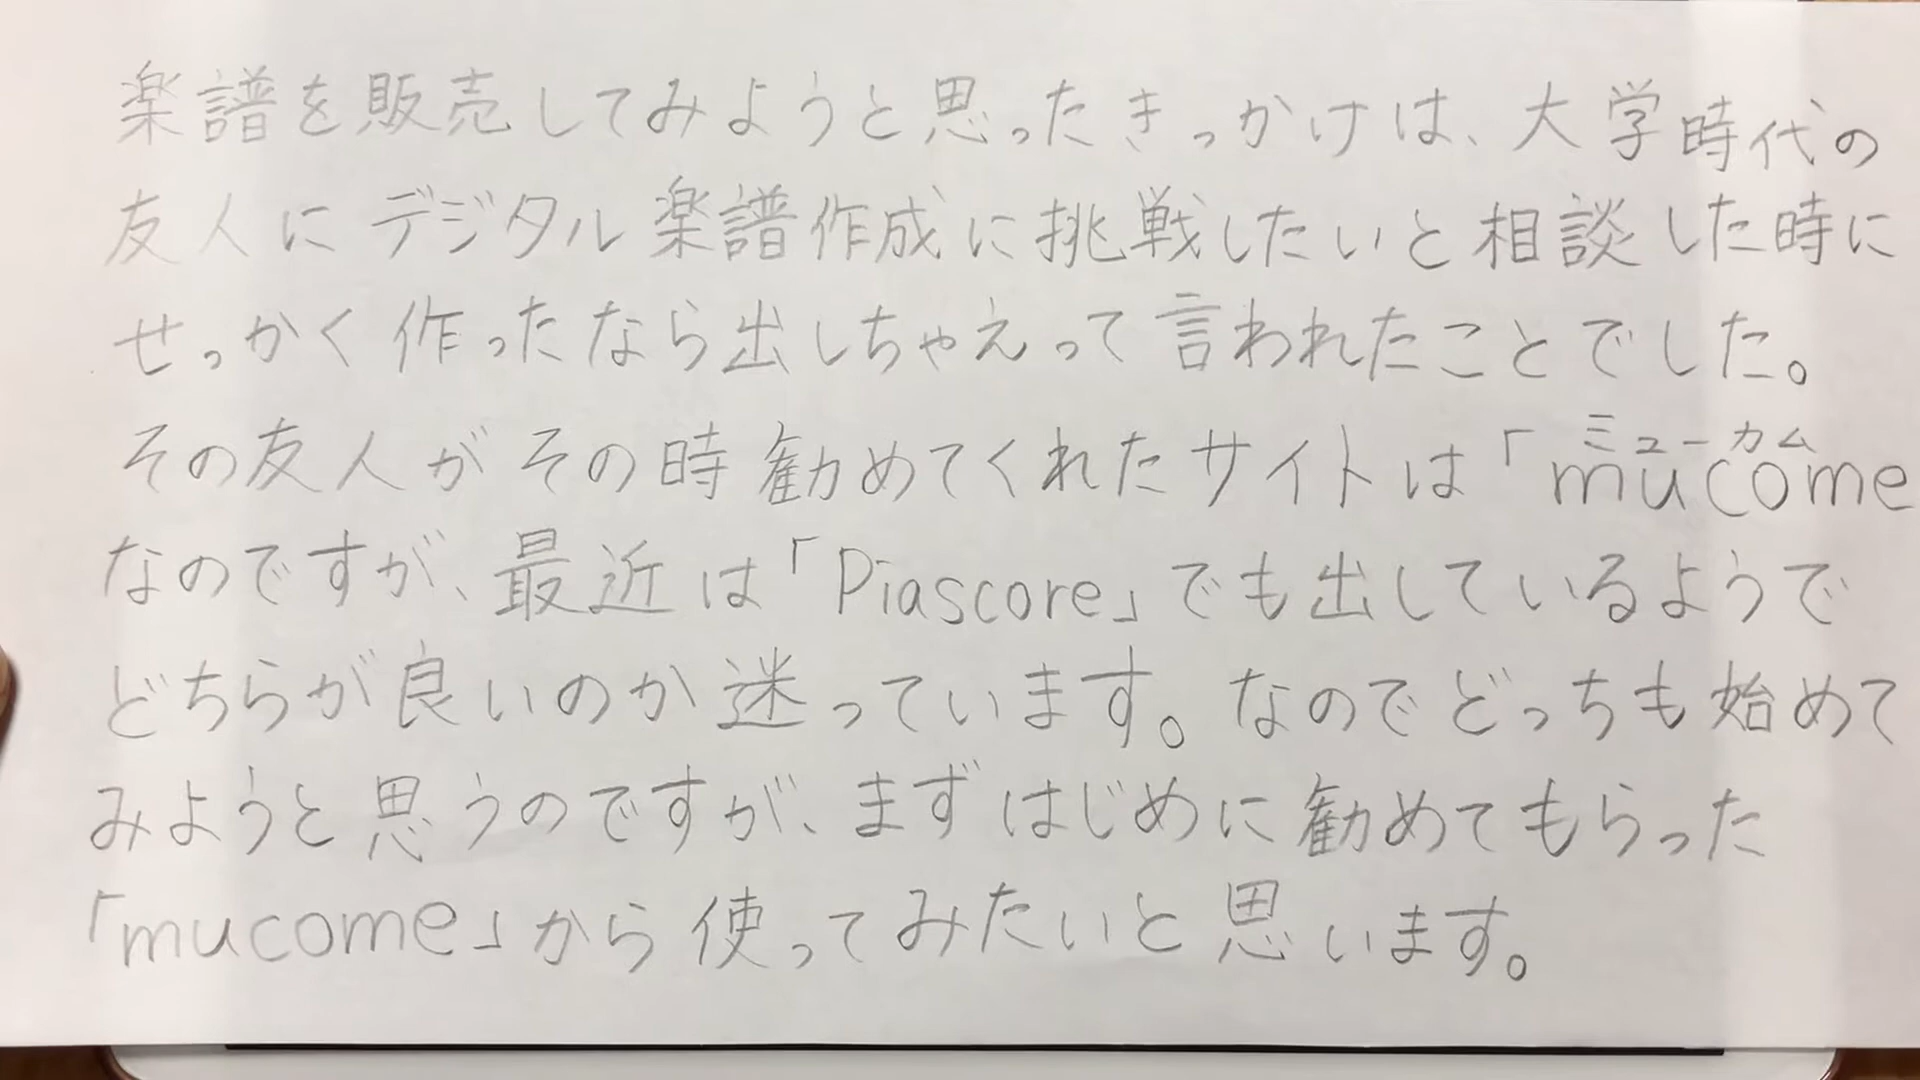 楽譜を販売してみようと思ったきっかけは、大学時代の
友人にデジタル楽譜作成に挑戦したいと相談した時に
せっかく作ったなら出しちゃえって言われたことでした。
ミューカム
その友人がその時勧めてくれたサイトは「mucome
なのですが、最近は「Piascore」でも出しているようで
どちらが良いのか迷っています。なのでどっちも始めて
みようと思うのですが、まずはじめに勧めてもらった
「mucome」から使ってみたいと思います。